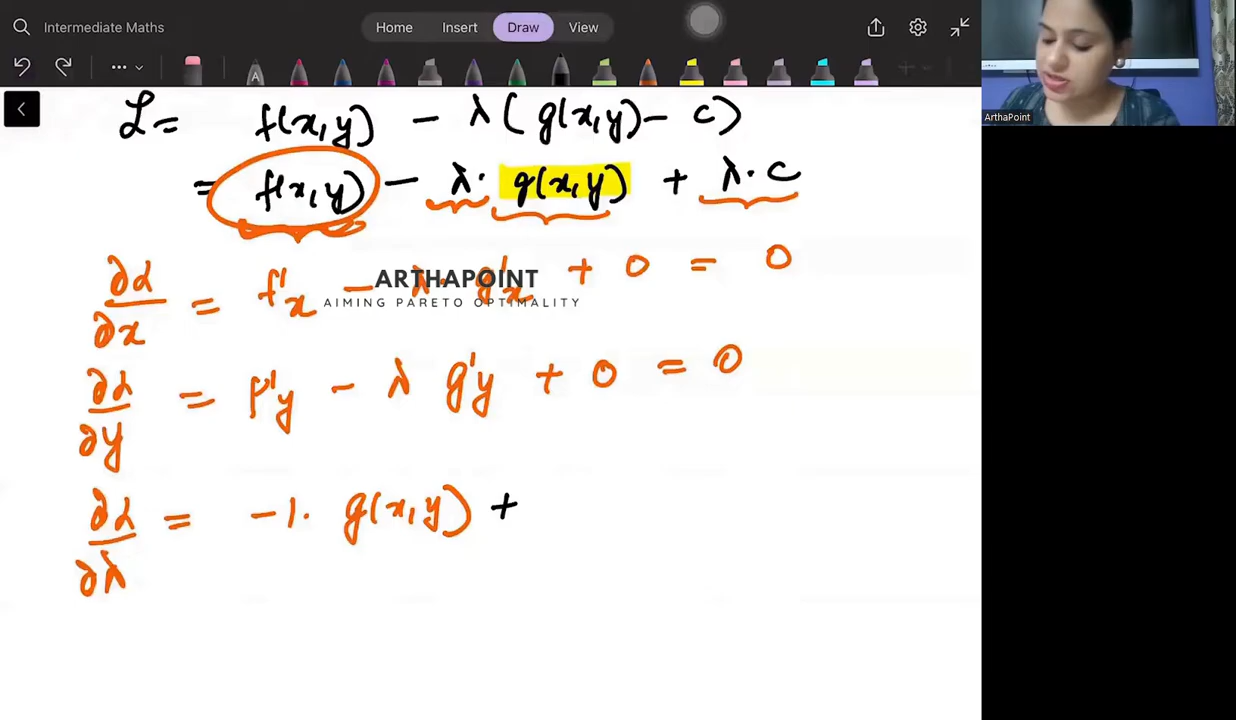 Intermediate Maths
Home Insert Draw View
A
ℒ = f(x,y) − λ(g(x,y) − c)
= f(x,y) − λ· g(x,y) + λ·c
∂ℒ/∂x = f'x − λ· g'x + 0 = 0
ARTHAPOINT
AIMING PARETO OPTIMALITY
∂ℒ/∂y = f'y − λ g'y + 0 = 0
∂ℒ/∂λ = −1· g(x,y) +
ArthaPoint